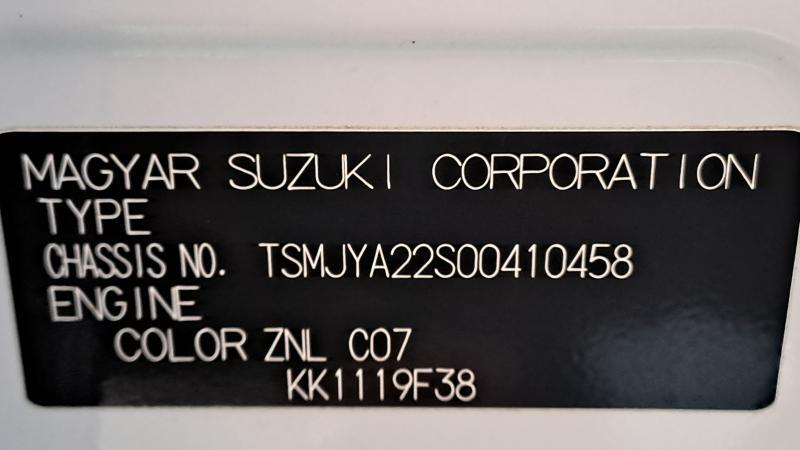 MAGYAR SUZUKI CORPORATION
TYPE
CHASSIS NO. TSMJYA22S00410458
ENGINE
COLOR ZNL C07
KK1119F38